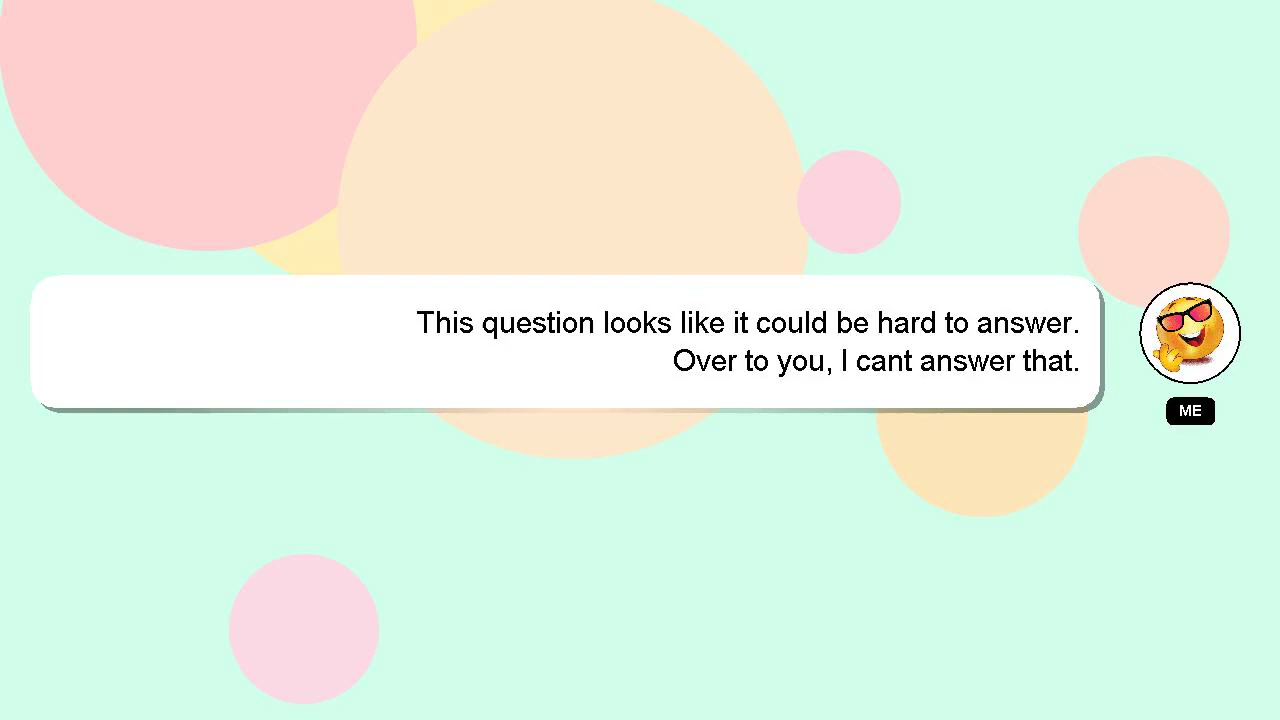 This question looks like it could be hard to answer.
Over to you, I cant answer that.
ME